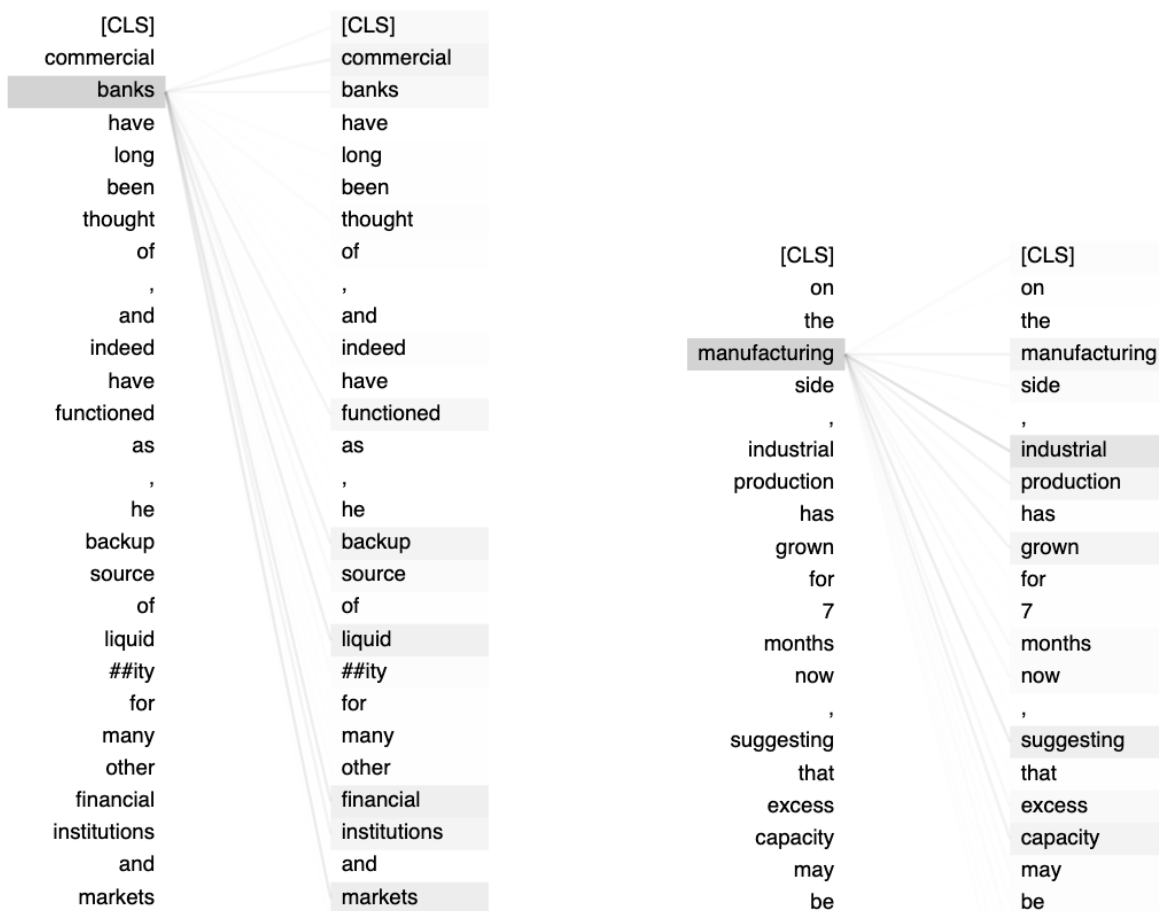 [CLS]
commercial
banks
have
long
been
thought
of
,
and
indeed
have
functioned
as
,
he
backup
source
of
liquid
##ity
for
many
other
financial
institutions
and
markets
[CLS]
commercial
banks
have
long
been
thought
of
,
and
indeed
have
functioned
as
,
he
backup
source
of
liquid
##ity
for
many
other
financial
institutions
and
markets
[CLS]
on
the
manufacturing
side
,
industrial
production
has
grown
for
7
months
now
,
suggesting
that
excess
capacity
may
be
[CLS]
on
the
manufacturing
side
,
industrial
production
has
grown
for
7
months
now
,
suggesting
that
excess
capacity
may
be